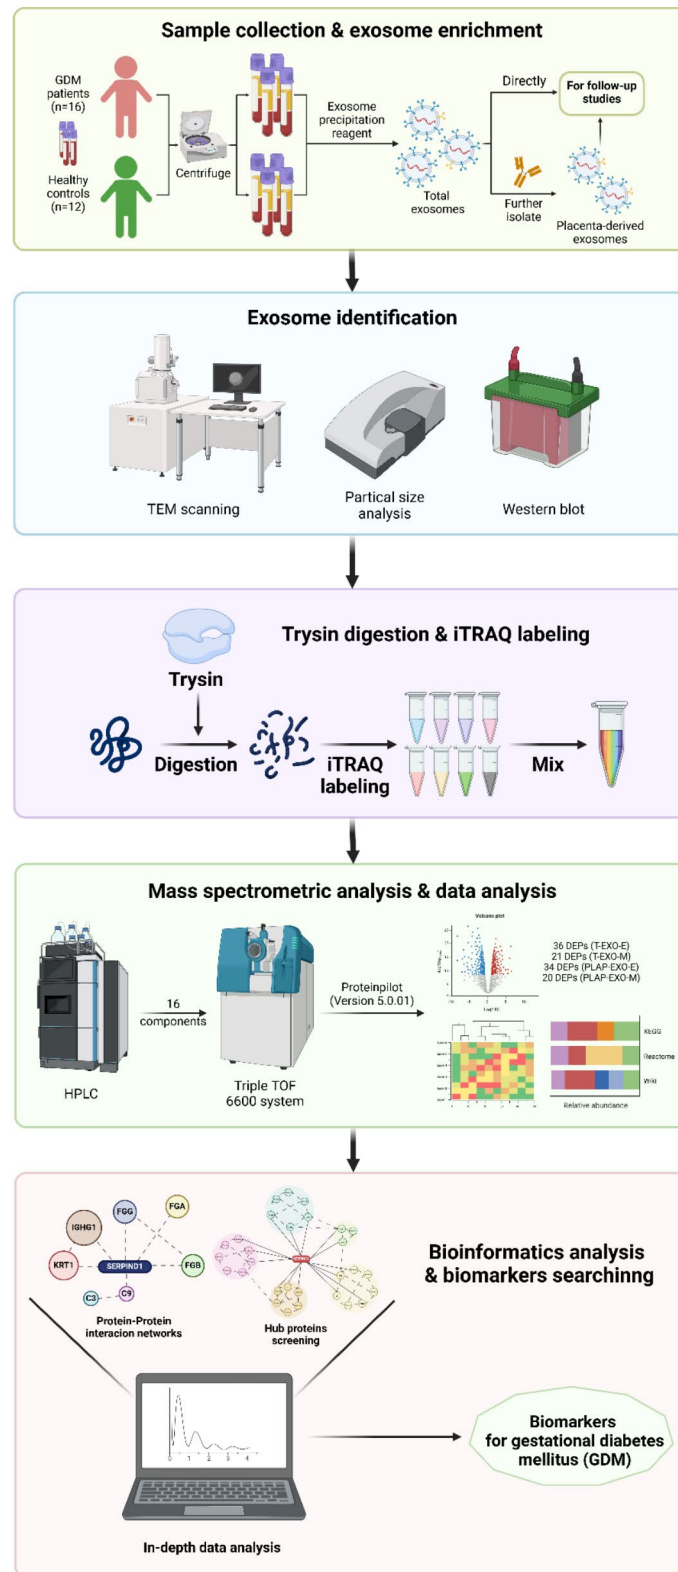 Sample collection & exosome enrichment
GDM
patients
(n=16)
Healthy
controls
(n=12)
Centrifuge
Exosome
precipitation
reagent
Total
exosomes
Directly
Further
isolate
For follow-up
studies
Placenta-derived
exosomes
Exosome identification
TEM scanning
Partical size
analysis
Western blot
Trysin digestion & iTRAQ labeling
Trysin
Digestion
iTRAQ
labeling
Mix
Mass spectrometric analysis & data analysis
HPLC
16
components
Triple TOF
6600 system
Proteinpilot
(Version 5.0.01)
Volcano plot
36 DEPs (T-EXO-E)
21 DEPs (T-EXO-M)
34 DEPs (PLAP-EXO-E)
20 DEPs (PLAP-EXO-M)
KEGG
Reactome
Wiki
Relative abundance
IGHG1
FGG
FGA
KRT1
SERPIND1
FGB
C3
C9
Protein-Protein
interacion networks
Hub proteins
screening
Bioinformatics analysis
& biomarkers searchinng
0 1 2 3 4
In-depth data analysis
Biomarkers
for gestational diabetes
mellitus (GDM)